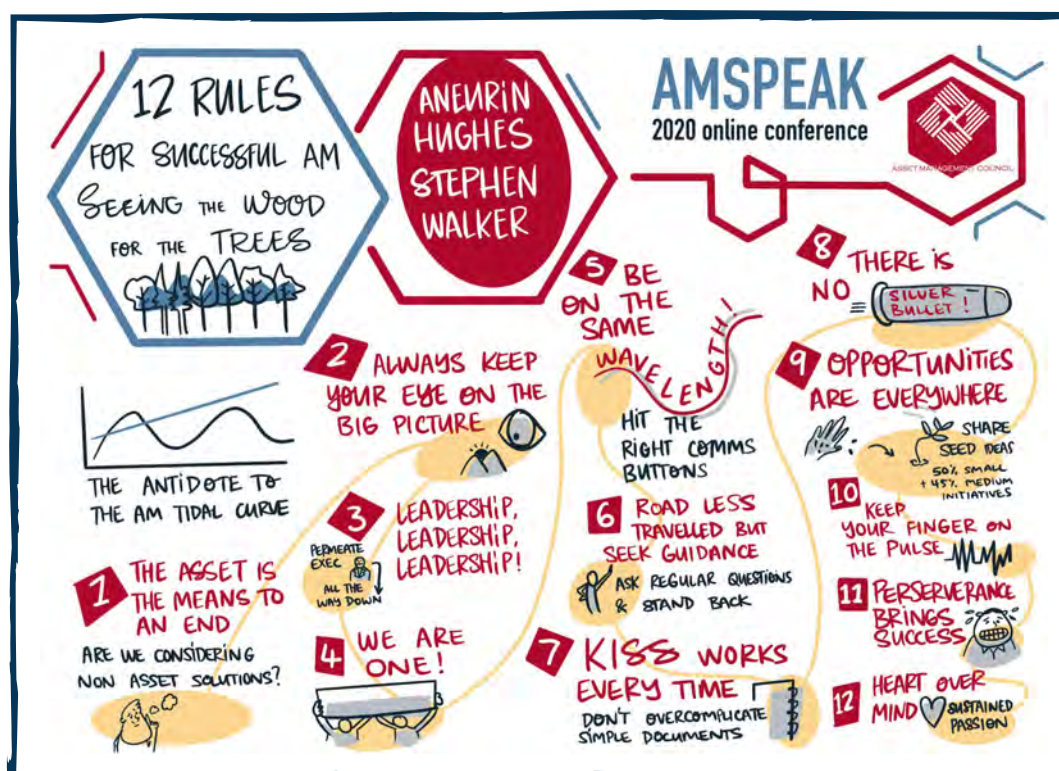 12 RULES
FOR SUCCESSFUL AM
SEEING THE WOOD
FOR THE TREES
ANEURIN
HUGHES
STEPHEN
WALKER
AMSPEAK
2020 online conference
ASSET MANAGEMENT COUNCIL
THE ANTIDOTE TO
THE AM TIDAL CURVE
1 THE ASSET IS
THE MEANS TO
AN END
ARE WE CONSIDERING
NON ASSET SOLUTIONS?
2 ALWAYS KEEP
YOUR EYE ON THE
BIG PICTURE
3 LEADERSHIP,
LEADERSHIP,
LEADERSHIP!
PERMEATE
EXEC
ALL THE
WAY DOWN
4 WE ARE
ONE!
5 BE
ON THE
SAME
WAVELENGTH!
HIT THE
RIGHT COMMS
BUTTONS
6 ROAD LESS
TRAVELLED BUT
SEEK GUIDANCE
ASK REGULAR QUESTIONS
& STAND BACK
7 KISS WORKS
EVERY TIME
DON'T OVERCOMPLICATE
SIMPLE DOCUMENTS
8 THERE IS
NO SILVER
BULLET!
9 OPPORTUNITIES
ARE EVERYWHERE
SHARE
SEED IDEAS
50% SMALL
+ 45% MEDIUM
INITIATIVES
10 KEEP
YOUR FINGER ON
THE PULSE
11 PERSERVERANCE
BRINGS
SUCCESS
12 HEART OVER
MIND SUSTAINED
PASSION